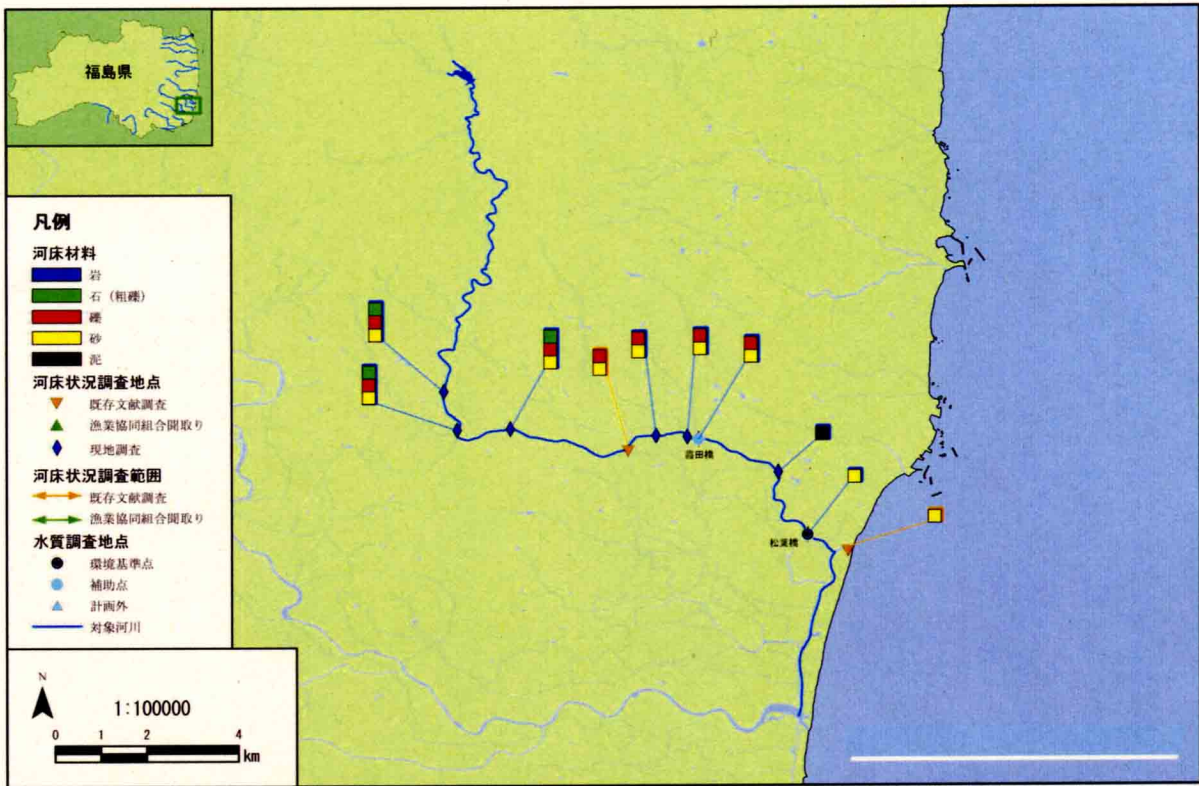 福島県
凡例
河床材料
岩
石（粗礫）
礫
砂
泥
河床状況調査地点
既存文献調査
漁業協同組合聞取り
現地調査
河床状況調査範囲
既存文献調査
漁業協同組合聞取り
水質調査地点
環境基準点
補助点
計画外
対象河川
N
1:100000
0 1 2 4
km
霞田橋
松葉橋